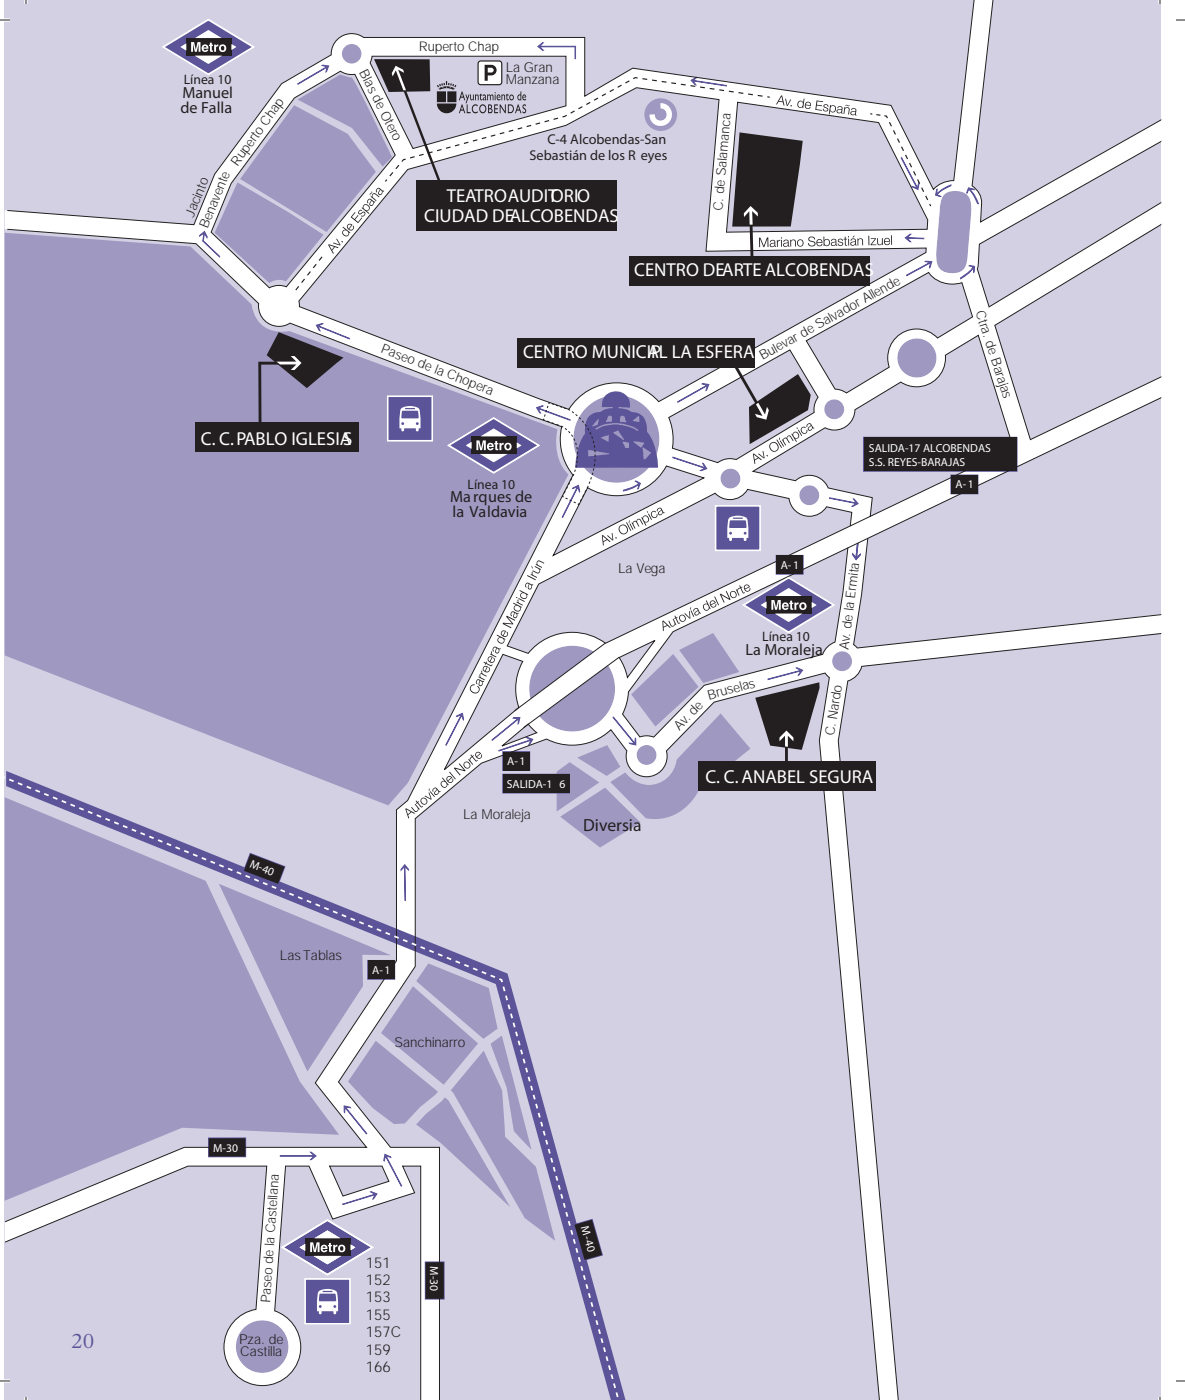 Metro
Línea 10
Manuel
de Falla
Ruperto Chap
P
La Gran
Manzana
Ayuntamiento de
ALCOBENDAS
Blas de Otero
Ruperto Chap
Jacinto
Benavente
Av. de España
Av. de España
C-4 Alcobendas-San
Sebastián de los R eyes
C. de Salamanca
TEATRO AUDITORIO
CIUDAD DE ALCOBENDAS
Mariano Sebastián Izuel
CENTRO DE ARTE ALCOBENDAS
Bulevar de Salvador Allende
Ctra. de Barajas
CENTRO MUNICIPAL LA ESFERA
Paseo de la Chopera
C. C. PABLO IGLESIAS
Metro
Línea 10
Marques de
la Valdavia
Av. Olímpica
SALIDA-17 ALCOBENDAS
S.S. REYES-BARAJAS
A-1
Av. Olímpica
La Vega
A-1
Carretera de Madrid a Irún
Autovía del Norte
Metro
Línea 10
La Moraleja
Av. de la Ermita
Av. de Bruselas
C. Nardo
C. C. ANABEL SEGURA
Autovía del Norte
A-1
SALIDA-1 6
La Moraleja
Diversia
M-40
Las Tablas
A-1
Sanchinarro
M-30
Paseo de la Castellana
Metro
M-40
M-30
151
152
153
155
157C
159
166
Pza. de
Castilla
20